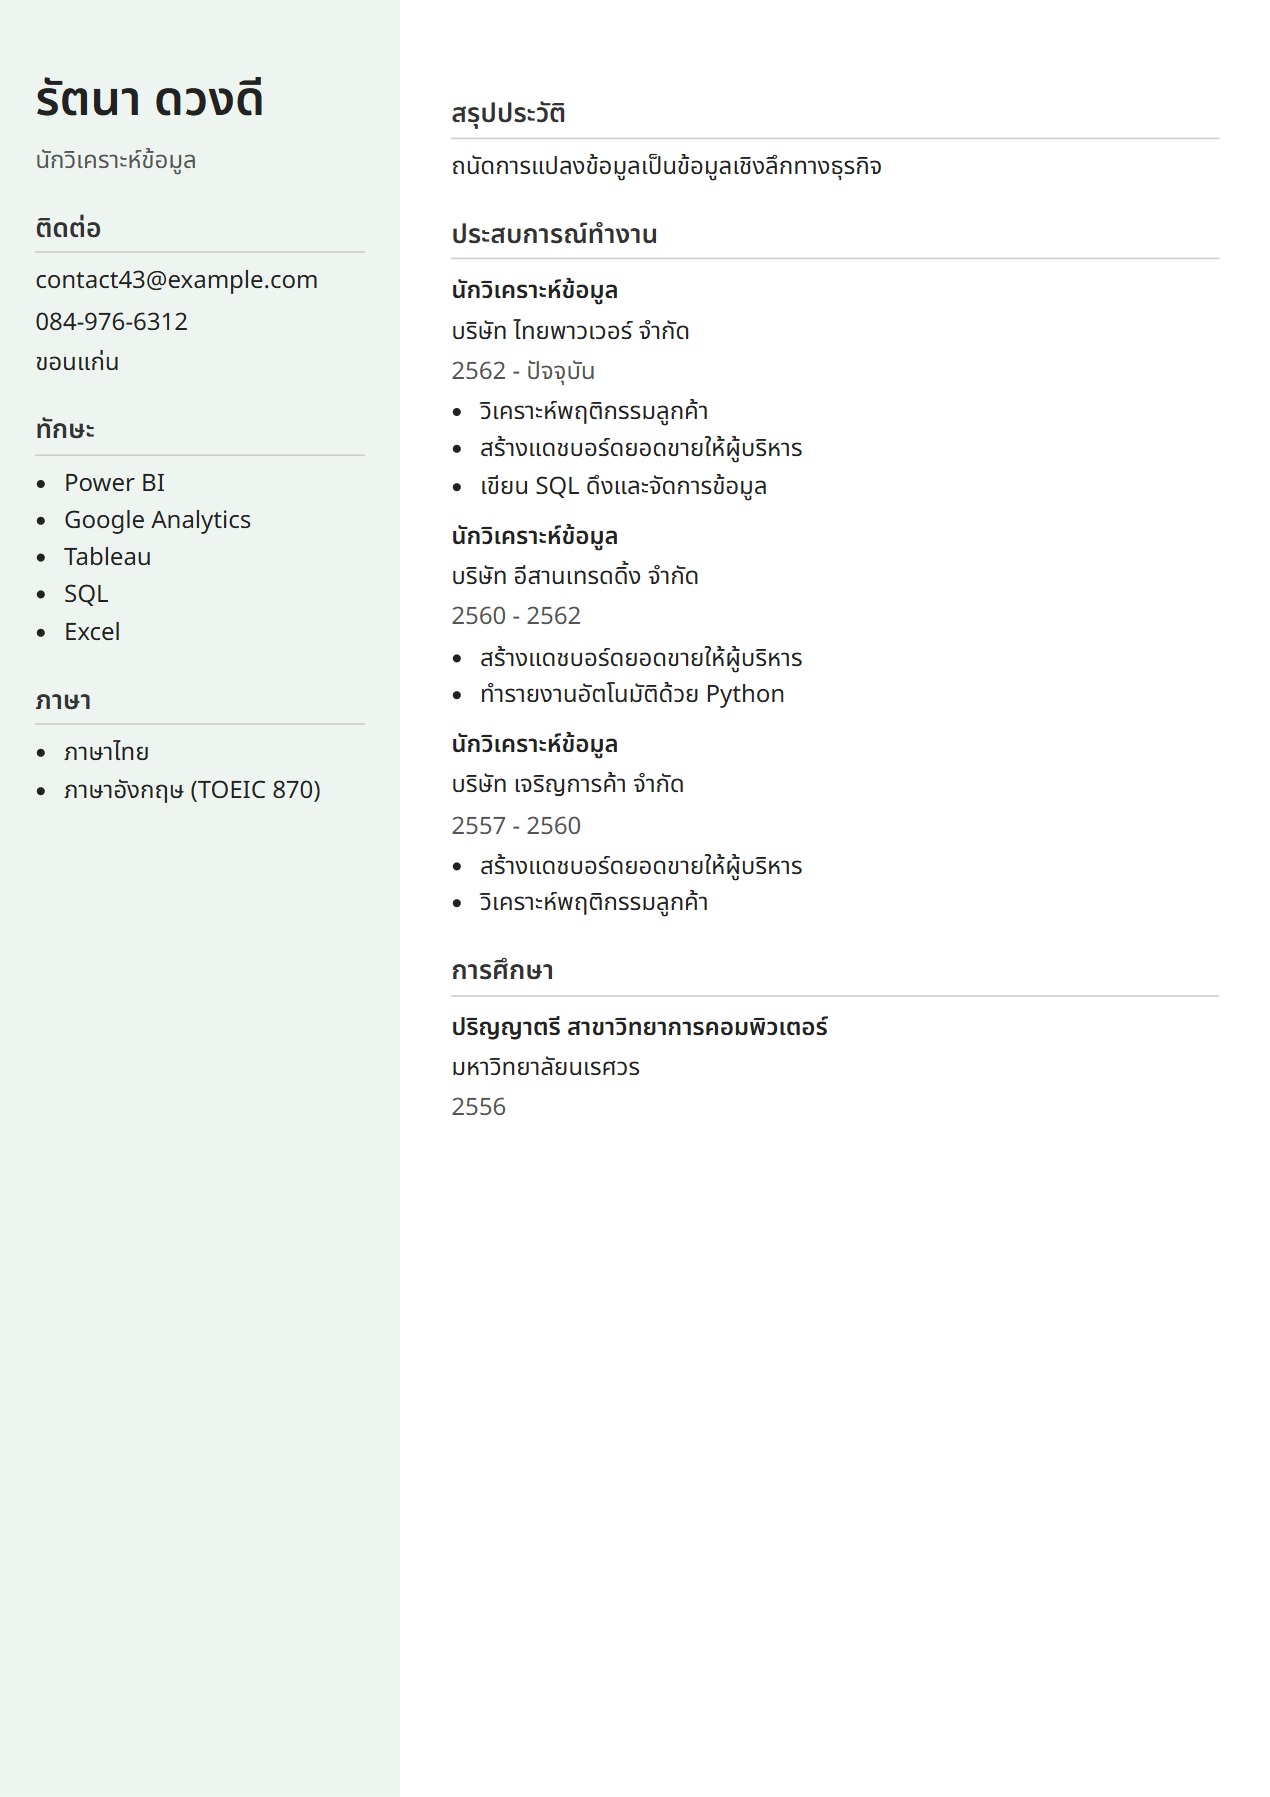 รัตนา ดวงดี
นักวิเคราะห์ข้อมูล
ติดต่อ
contact43@example.com
084-976-6312
ขอนแก่น
ทักษะ
• Power BI
• Google Analytics
• Tableau
• SQL
• Excel
ภาษา
• ภาษาไทย
• ภาษาอังกฤษ (TOEIC 870)
สรุปประวัติ
ถนัดการแปลงข้อมูลเป็นข้อมูลเชิงลึกทางธุรกิจ
ประสบการณ์ทำงาน
นักวิเคราะห์ข้อมูล
บริษัท ไทยพาวเวอร์ จำกัด
2562 - ปัจจุบัน
• วิเคราะห์พฤติกรรมลูกค้า
• สร้างแดชบอร์ดยอดขายให้ผู้บริหาร
• เขียน SQL ดึงและจัดการข้อมูล
นักวิเคราะห์ข้อมูล
บริษัท อีสานเทรดดิ้ง จำกัด
2560 - 2562
• สร้างแดชบอร์ดยอดขายให้ผู้บริหาร
• ทำรายงานอัตโนมัติด้วย Python
นักวิเคราะห์ข้อมูล
บริษัท เจริญการค้า จำกัด
2557 - 2560
• สร้างแดชบอร์ดยอดขายให้ผู้บริหาร
• วิเคราะห์พฤติกรรมลูกค้า
การศึกษา
ปริญญาตรี สาขาวิทยาการคอมพิวเตอร์
มหาวิทยาลัยนเรศวร
2556